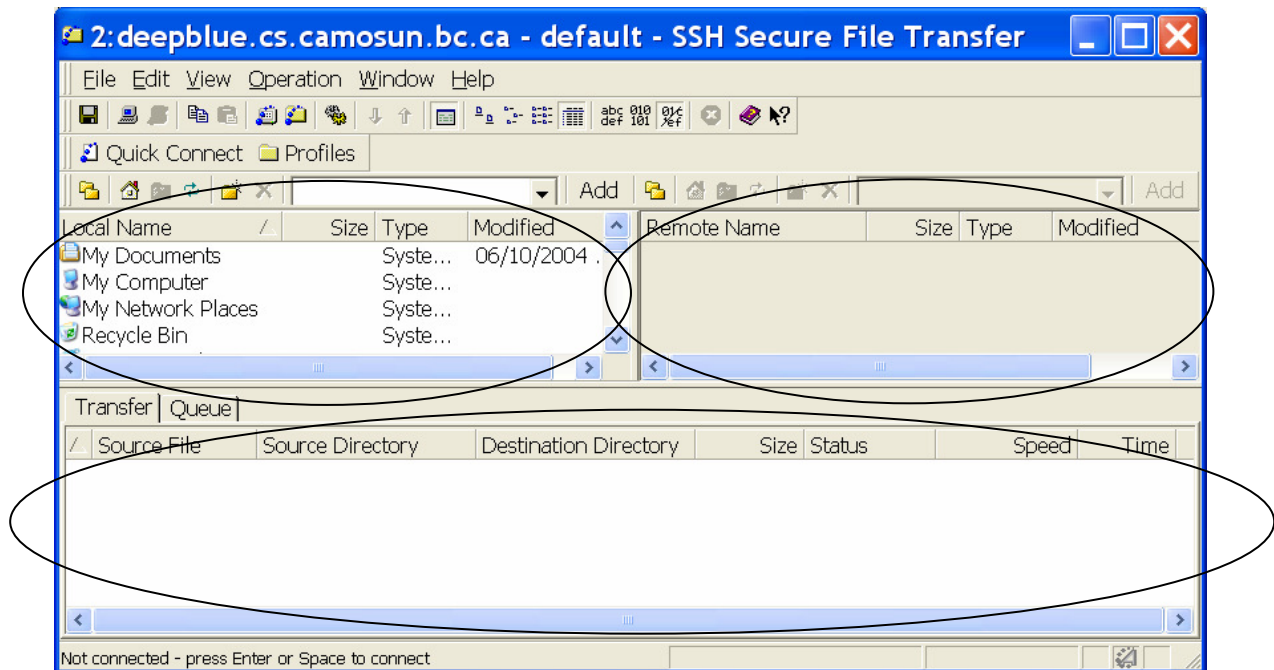 2:deepblue.cs.camosun.bc.ca - default - SSH Secure File Transfer
File Edit View Operation Window Help
abc def 010 101
Quick Connect Profiles
Add Add
Local Name Size Type Modified Remote Name Size Type Modified
My Documents Syste... 06/10/2004 .
My Computer Syste...
My Network Places Syste...
Recycle Bin Syste...
Transfer Queue
Source File Source Directory Destination Directory Size Status Speed Time
Not connected - press Enter or Space to connect